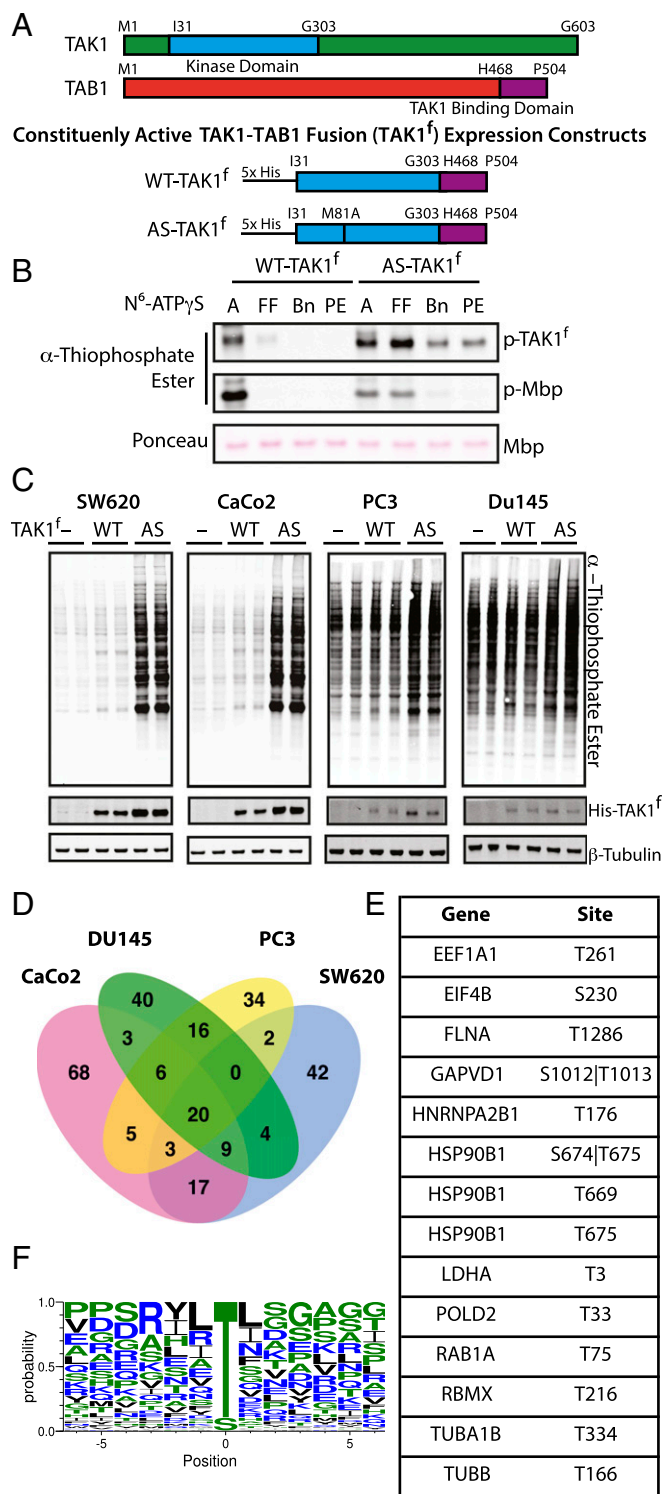 A
M1 I31 G303 G603
TAK1
Kinase Domain
M1 H468 P504
TAB1
TAK1 Binding Domain
Constituenly Active TAK1-TAB1 Fusion (TAK1f) Expression Constructs
I31 G303 H468 P504
WT-TAK1f 5x His
I31 M81A G303 H468 P504
AS-TAK1f 5x His
B
WT-TAK1f AS-TAK1f
N6-ATPγS A FF Bn PE A FF Bn PE
α-Thiophosphate Ester
p-TAK1f
p-Mbp
Ponceau Mbp
C
SW620 CaCo2 PC3 Du145
TAK1f – WT AS – WT AS – WT AS – WT AS
α-Thiophosphate Ester
His-TAK1f
β-Tubulin
D
DU145 PC3
CaCo2 SW620
40 34
3 16 2
68 6 0 42
20
5 3 9 4
17
E
Gene Site
EEF1A1 T261
EIF4B S230
FLNA T1286
GAPVD1 S1012|T1013
HNRNPA2B1 T176
HSP90B1 S674|T675
HSP90B1 T669
HSP90B1 T675
LDHA T3
POLD2 T33
RAB1A T75
RBMX T216
TUBA1B T334
TUBB T166
F
probability
1.0
0.5
0.0
PPSRYLTLSGAGG
S
-5 0 5
Position